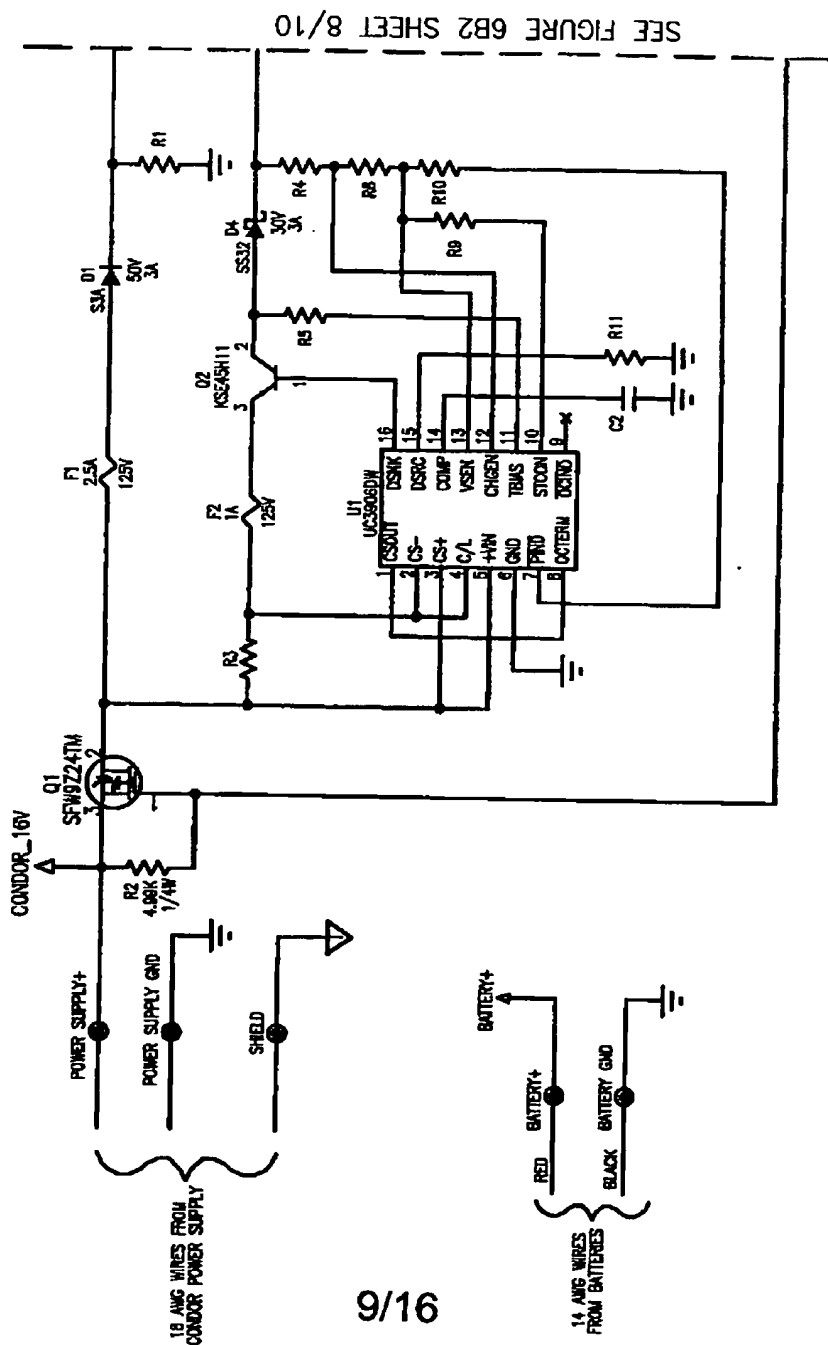 SEE FIGURE 6B2 SHEET 8/10
CONDOR_16V
Q1
SFW9Z24TM
3
2
1
R2
4.99K
1/4W
POWER SUPPLY+
POWER SUPPLY GND
SHIELD
18 AWG WIRES FROM
CONDOR POWER SUPPLY
F1
2.5A
125V
D1
S3A
50V
3A
R1
R3
F2
1A
125V
Q2
KSE45H11
3
2
1
D4
SS32
30V
3A
R4
R8
R10
R9
R5
R11
C2
U1
UC3906DW
1 CSOUT
2 CS-
3 CS+
4 C/L
5 +VIN
6 GND
7 PIND
8 OCTERM
DSNK 16
DSRC 15
COMP 14
VSEN 13
CHGEN 12
TBIAS 11
STCON 10
OCIND 9
BATTERY+
RED
BATTERY+
BLACK
BATTERY GND
14 AWG WIRES
FROM BATTERIES
9/16